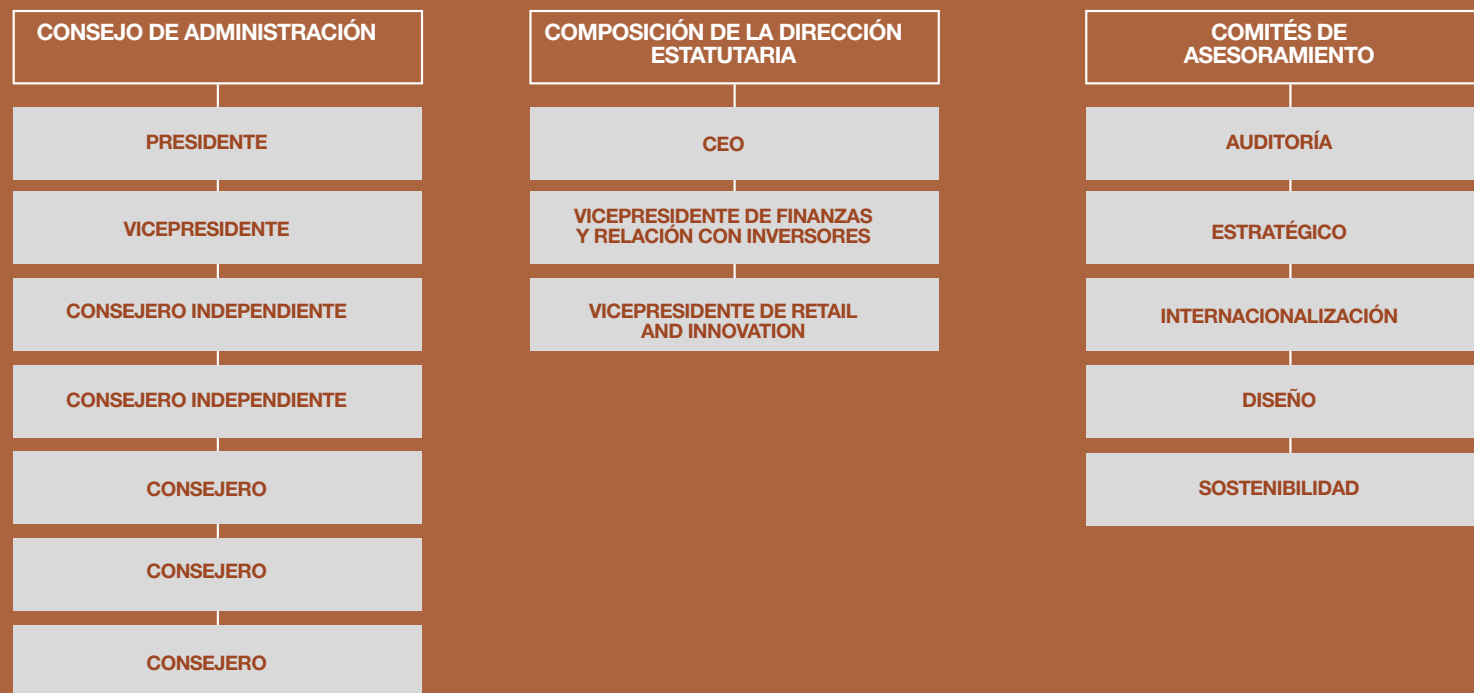 CONSEJO DE ADMINISTRACIÓN
PRESIDENTE
VICEPRESIDENTE
CONSEJERO INDEPENDIENTE
CONSEJERO INDEPENDIENTE
CONSEJERO
CONSEJERO
CONSEJERO
COMPOSICIÓN DE LA DIRECCIÓN
ESTATUTARIA
CEO
VICEPRESIDENTE DE FINANZAS
Y RELACIÓN CON INVERSORES
VICEPRESIDENTE DE RETAIL
AND INNOVATION
COMITÉS DE
ASESORAMIENTO
AUDITORÍA
ESTRATÉGICO
INTERNACIONALIZACIÓN
DISEÑO
SOSTENIBILIDAD